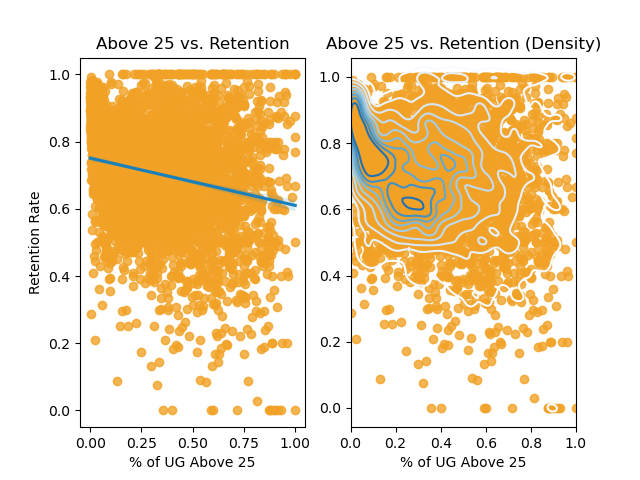 Above 25 vs. Retention
Above 25 vs. Retention (Density)
Retention Rate
1.0
0.8
0.6
0.4
0.2
0.0
0.00 0.25 0.50 0.75 1.00
% of UG Above 25
1.0
0.8
0.6
0.4
0.2
0.0
0.0 0.2 0.4 0.6 0.8 1.0
% of UG Above 25